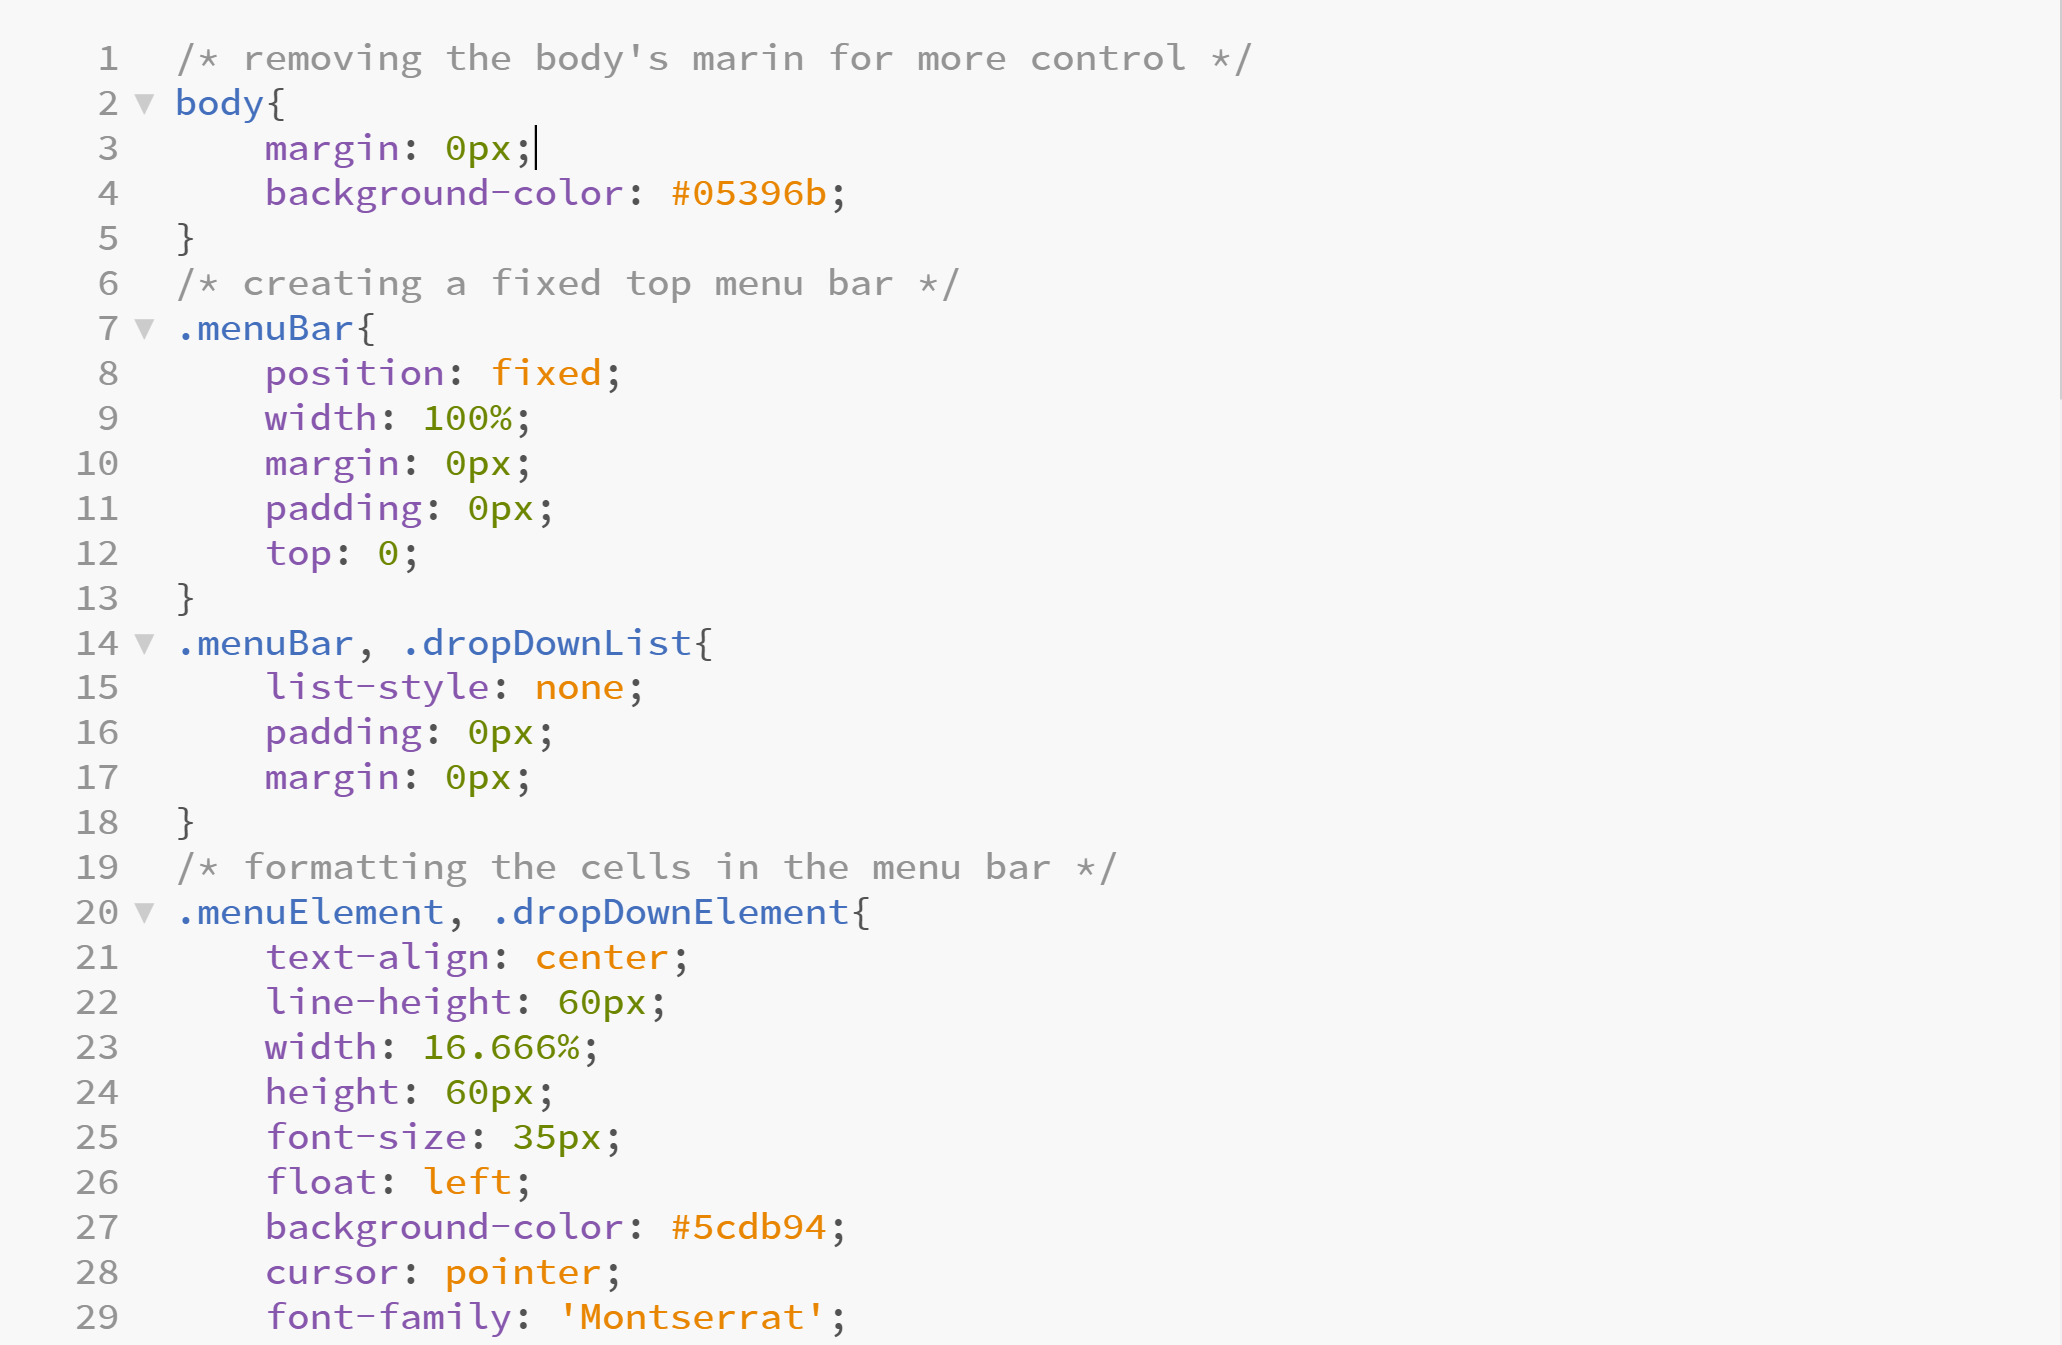 1 /* removing the body's marin for more control */
2 ▼ body{
3 margin: 0px;
4 background-color: #05396b;
5 }
6 /* creating a fixed top menu bar */
7 ▼ .menuBar{
8 position: fixed;
9 width: 100%;
10 margin: 0px;
11 padding: 0px;
12 top: 0;
13 }
14 ▼ .menuBar, .dropDownList{
15 list-style: none;
16 padding: 0px;
17 margin: 0px;
18 }
19 /* formatting the cells in the menu bar */
20 ▼ .menuElement, .dropDownElement{
21 text-align: center;
22 line-height: 60px;
23 width: 16.666%;
24 height: 60px;
25 font-size: 35px;
26 float: left;
27 background-color: #5cdb94;
28 cursor: pointer;
29 font-family: 'Montserrat';